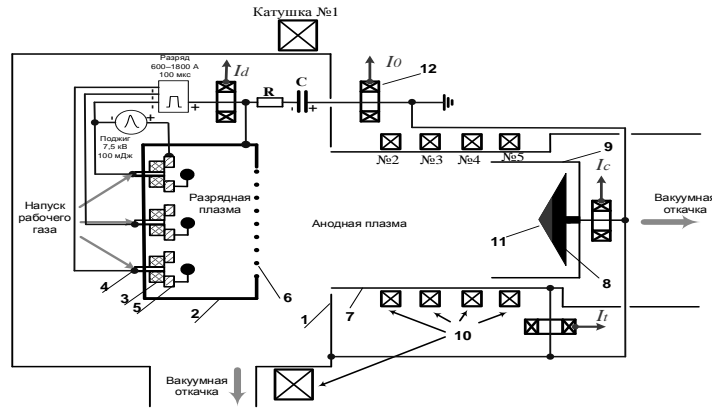 Катушка №1
Разряд
600–1800 А
100 мкс
Id
I0
12
R
C
Поджиг
7,5 кВ
100 мДж
№2
№3
№4
№5
9
Ic
Напуск
рабочего
газа
Разрядная
плазма
Анодная плазма
Вакуумная
откачка
11
4
3
5
2
6
1
7
8
10
It
Вакуумная
откачка